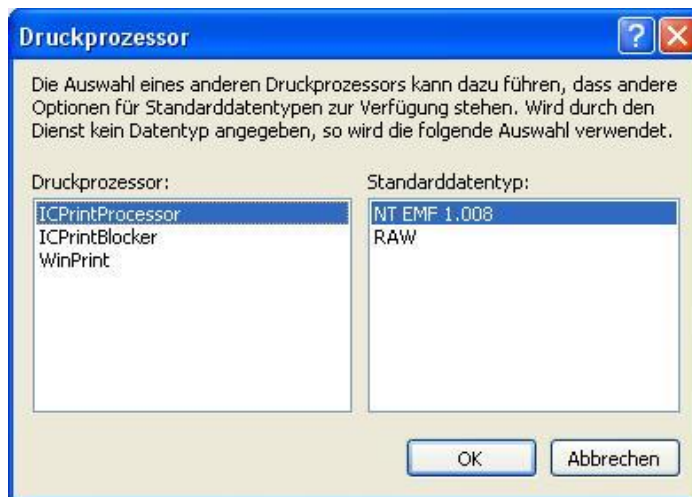 Druckprozessor
Die Auswahl eines anderen Druckprozessors kann dazu führen, dass andere
Optionen für Standarddatentypen zur Verfügung stehen. Wird durch den
Dienst kein Datentyp angegeben, so wird die folgende Auswahl verwendet.
Druckprozessor:
ICPrintProcessor
ICPrintBlocker
WinPrint
Standarddatentyp:
NT EMF 1.008
RAW
OK
Abbrechen